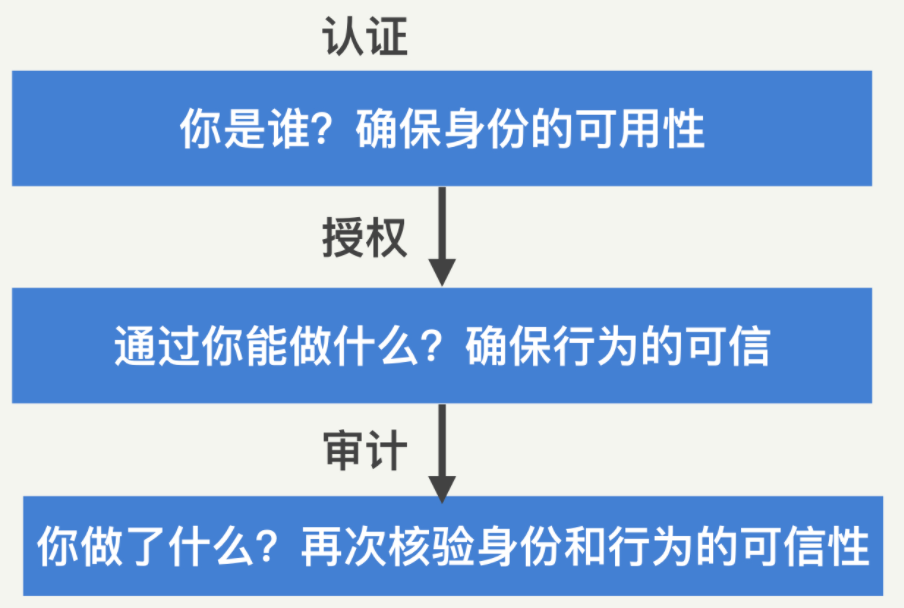 认证
你是谁？确保身份的可用性
授权
通过你能做什么？确保行为的可信
审计
你做了什么？再次核验身份和行为的可信性